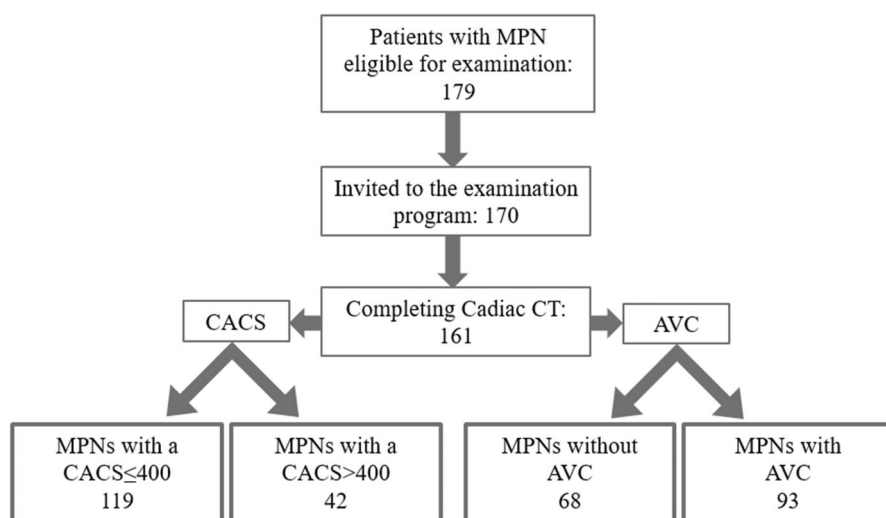 Patients with MPN
eligible for examination:
179
Invited to the examination
program: 170
Completing Cadiac CT:
161
CACS
AVC
MPNs with a
CACS≤400
119
MPNs with a
CACS>400
42
MPNs without
AVC
68
MPNs with
AVC
93